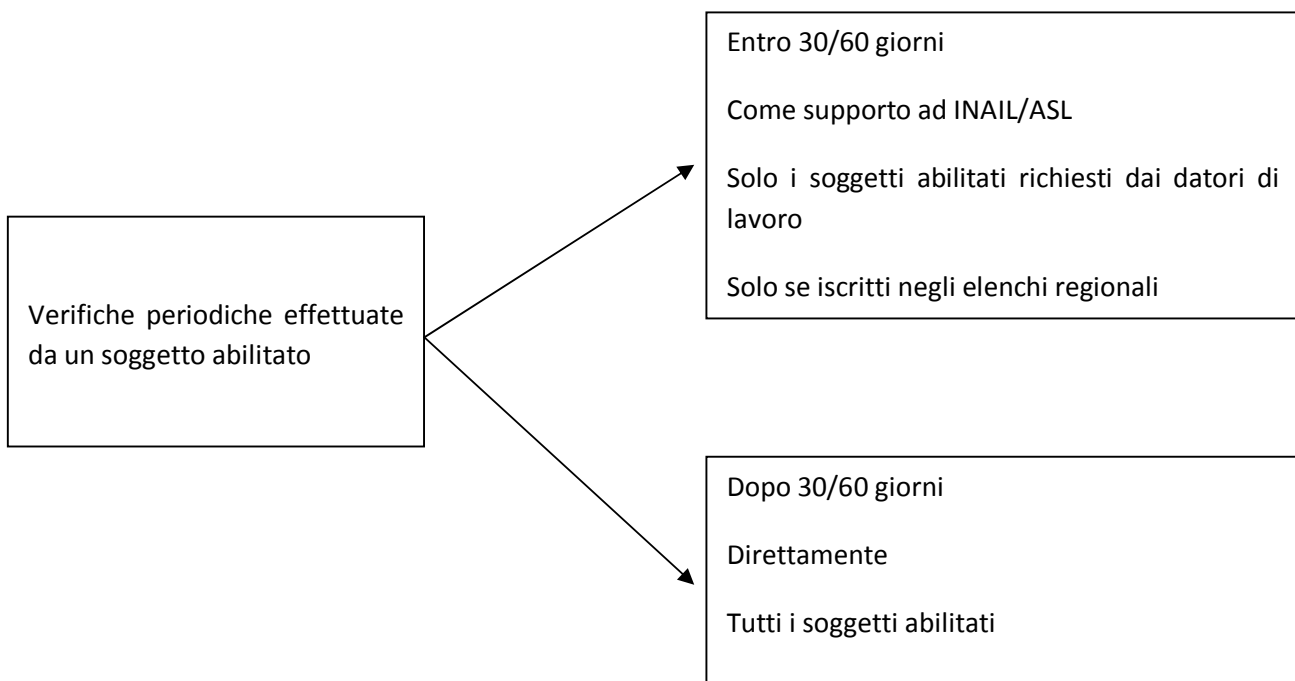 Verifiche periodiche effettuate
da un soggetto abilitato
Entro 30/60 giorni
Come supporto ad INAIL/ASL
Solo i soggetti abilitati richiesti dai datori di
lavoro
Solo se iscritti negli elenchi regionali
Dopo 30/60 giorni
Direttamente
Tutti i soggetti abilitati